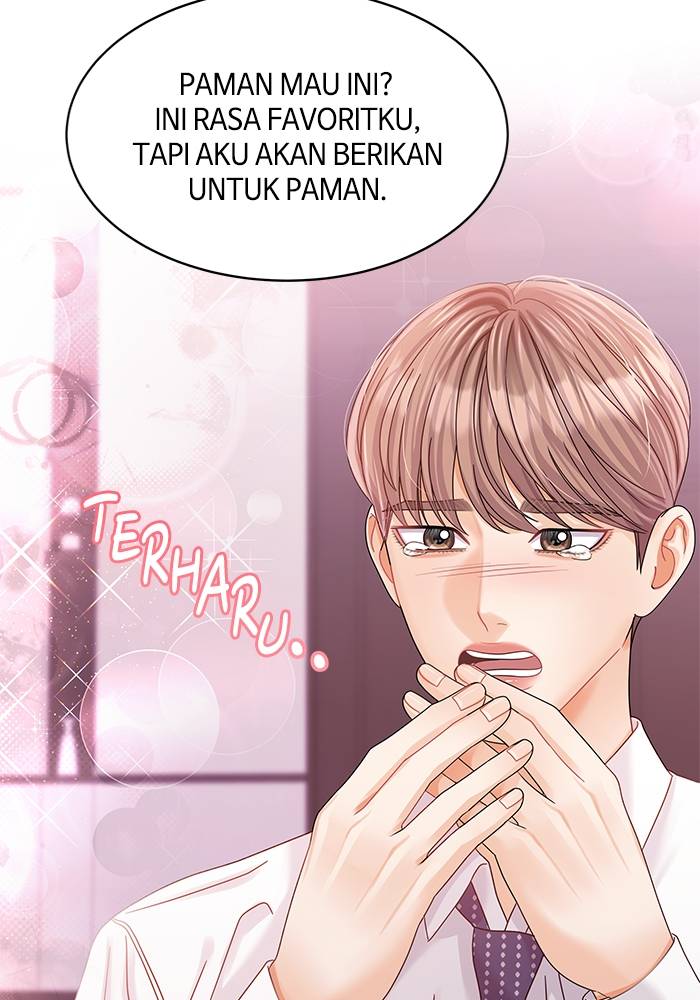 PAMAN MAU INI?
INI RASA FAVORITKU,
TAPI AKU AKAN BERIKAN
UNTUK PAMAN.
TERHARU..